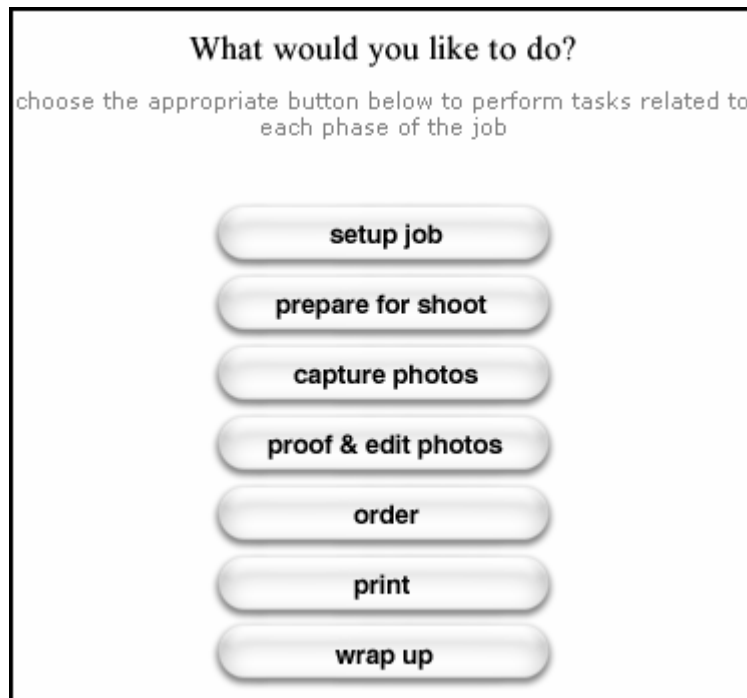 What would you like to do?
choose the appropriate button below to perform tasks related to
each phase of the job
setup job
prepare for shoot
capture photos
proof & edit photos
order
print
wrap up